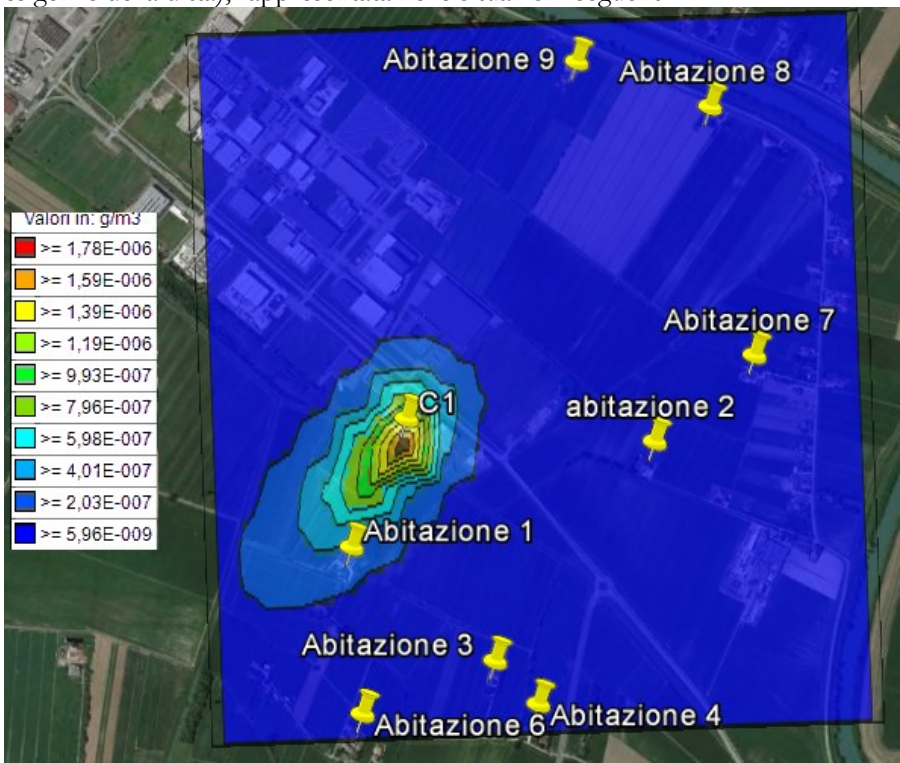 Abitazione 9
Abitazione 8
Valori in: g/m3
>= 1,78E-006
>= 1,59E-006
>= 1,39E-006
>= 1,19E-006
>= 9,93E-007
>= 7,96E-007
>= 5,98E-007
>= 4,01E-007
>= 2,03E-007
>= 5,96E-009
Abitazione 7
C1
abitazione 2
Abitazione 1
Abitazione 3
Abitazione 6
Abitazione 4